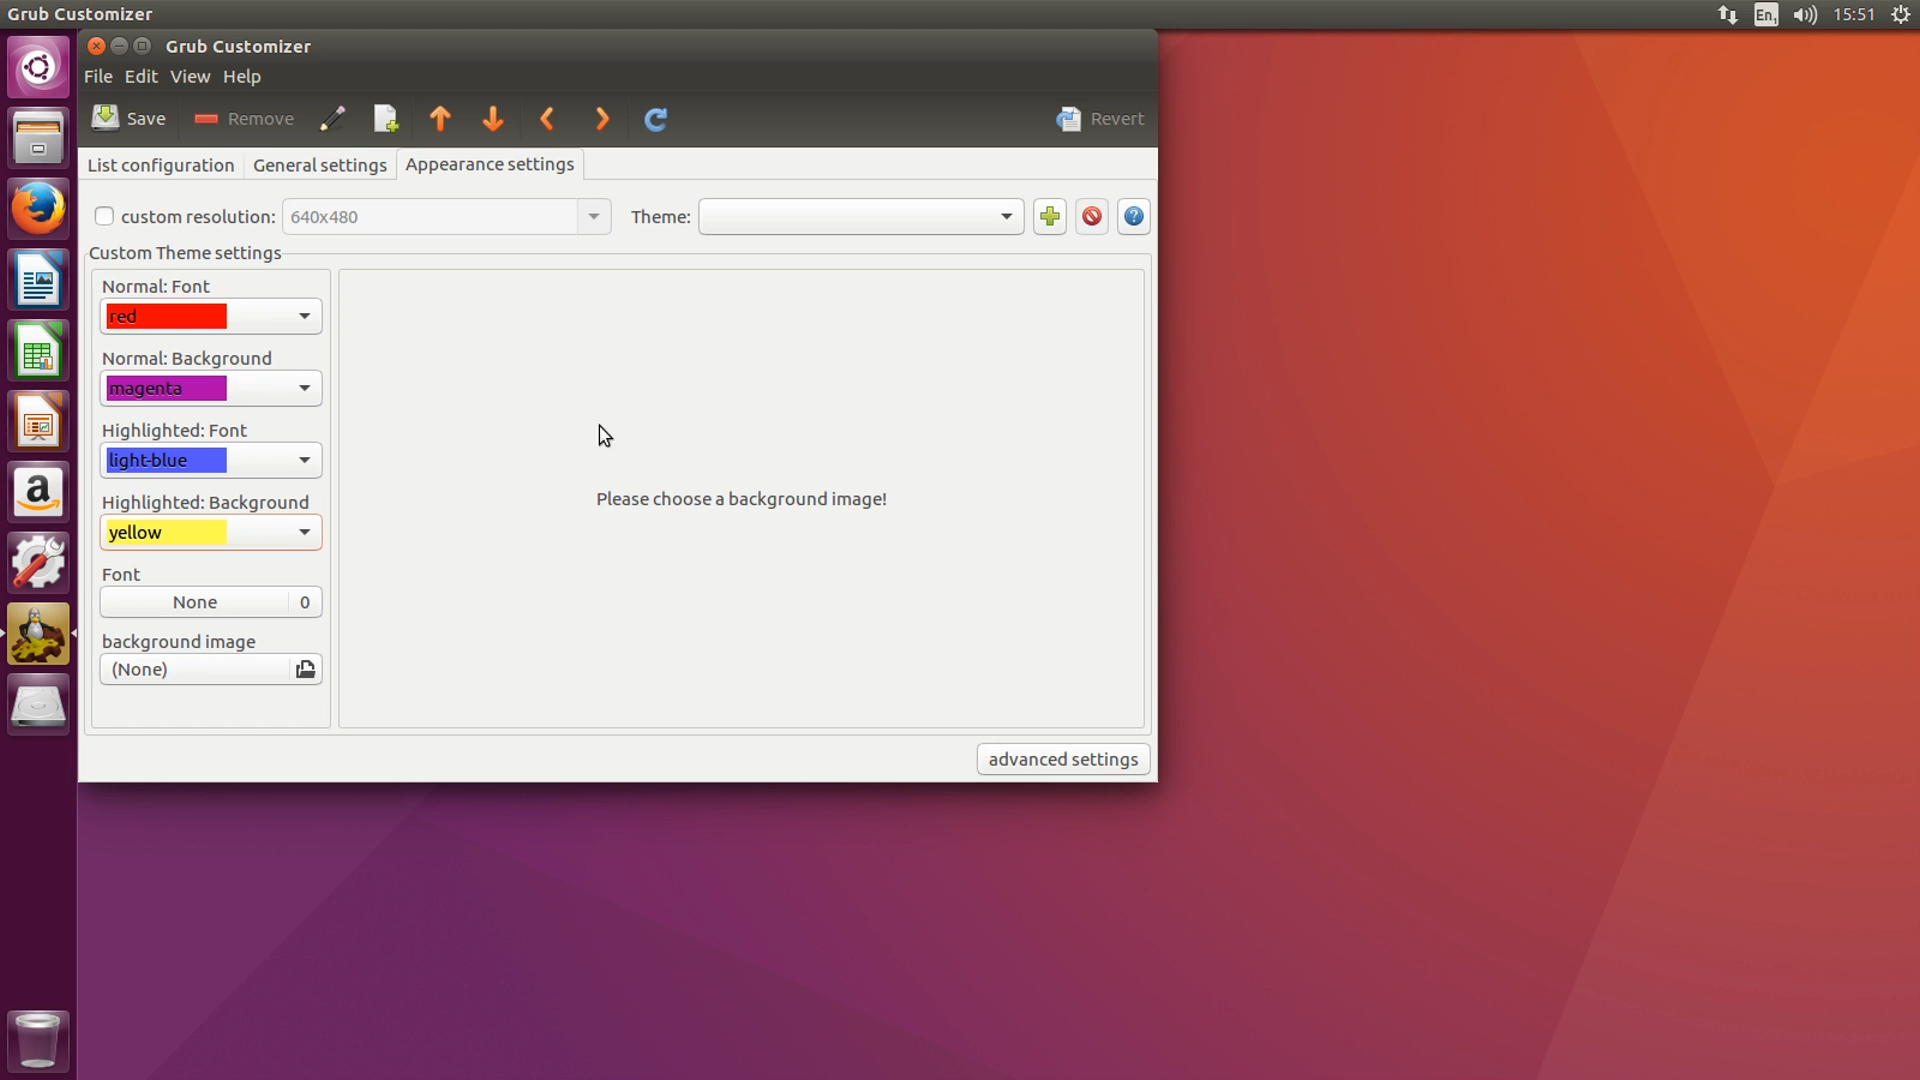 Grub Customizer
En1
15:51
Grub Customizer
File Edit View Help
Save Remove Revert
List configuration General settings Appearance settings
custom resolution: 640x480 Theme:
Custom Theme settings
Normal: Font
red
Normal: Background
magenta
Highlighted: Font
light-blue
Highlighted: Background
yellow
Font
None 0
background image
(None)
Please choose a background image!
advanced settings